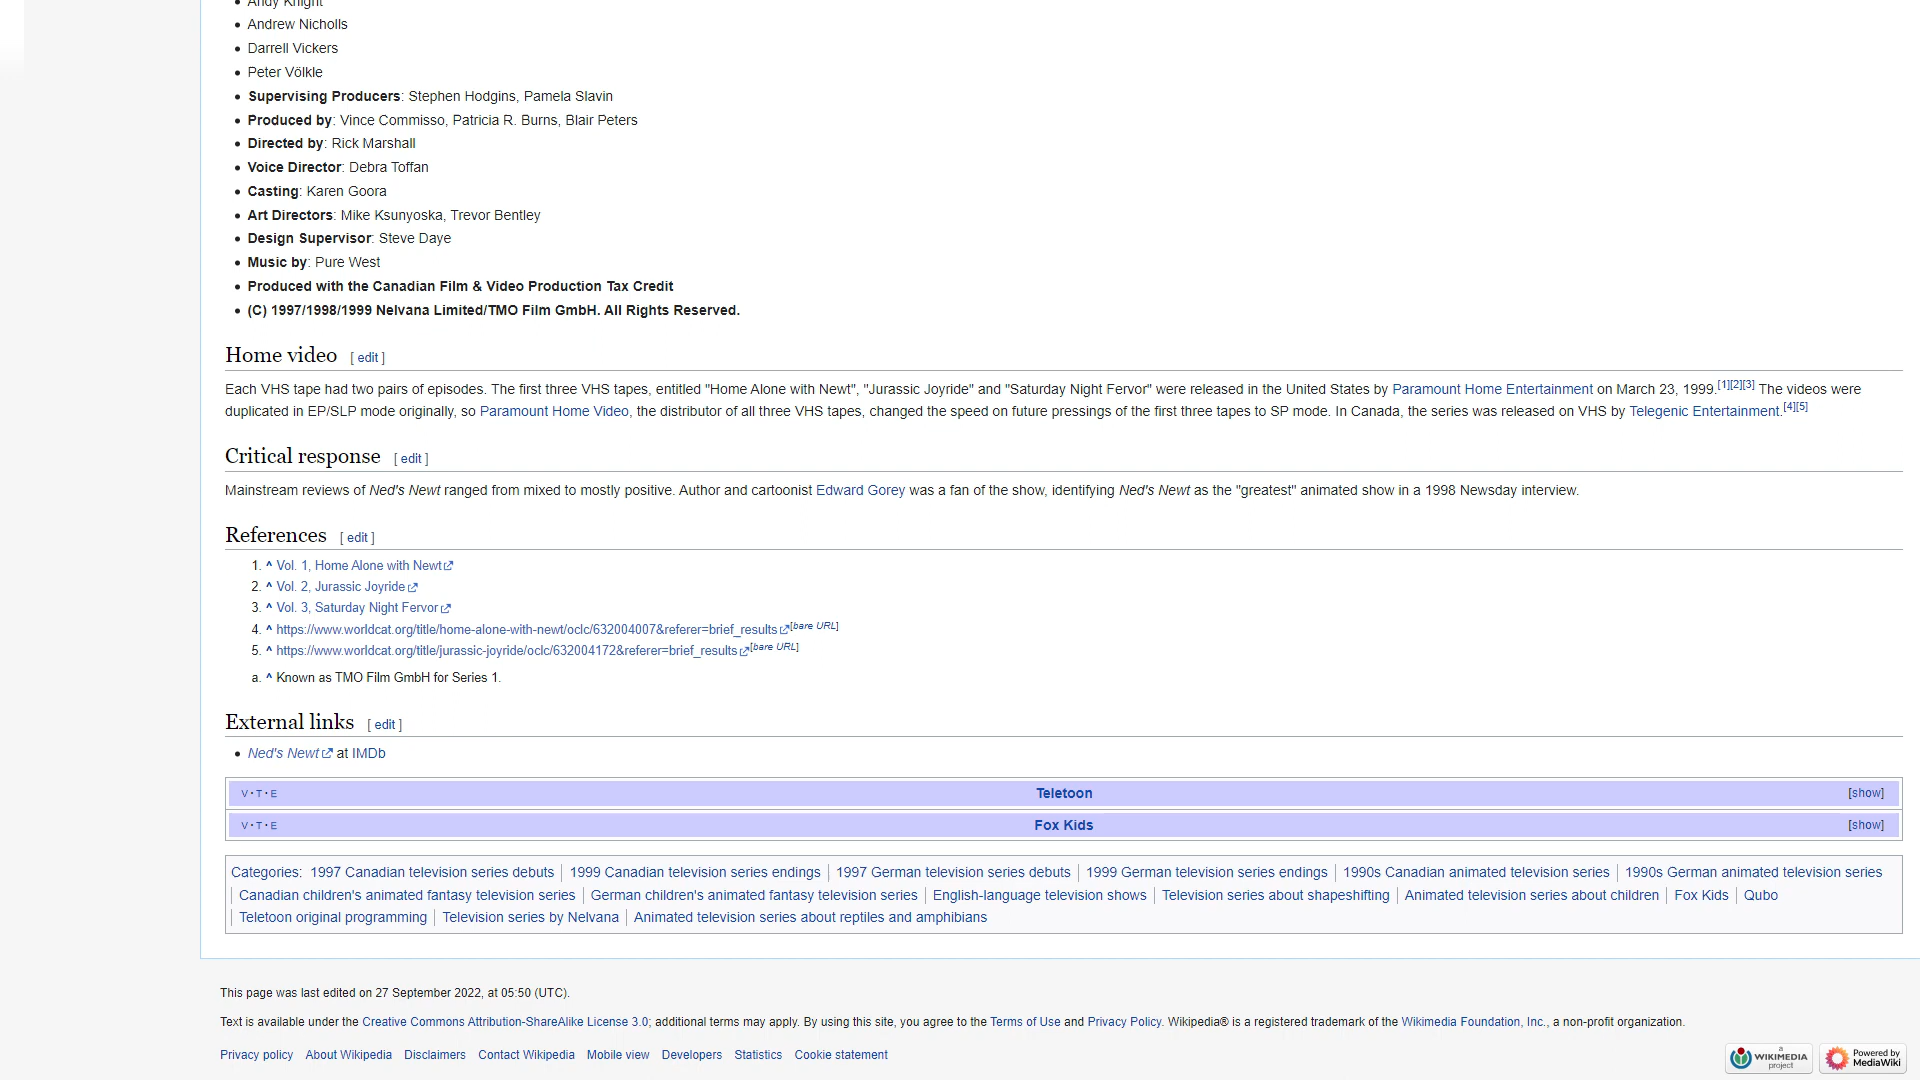 Andy Knight
Andrew Nicholls
Darrell Vickers
Peter Völkle
Supervising Producers: Stephen Hodgins, Pamela Slavin
Produced by: Vince Commisso, Patricia R. Burns, Blair Peters
Directed by: Rick Marshall
Voice Director: Debra Toffan
Casting: Karen Goora
Art Directors: Mike Ksunyoska, Trevor Bentley
Design Supervisor: Steve Daye
Music by: Pure West
Produced with the Canadian Film & Video Production Tax Credit
(C) 1997/1998/1999 Nelvana Limited/TMO Film GmbH. All Rights Reserved.
Home video [ edit ]
Each VHS tape had two pairs of episodes. The first three VHS tapes, entitled "Home Alone with Newt", "Jurassic Joyride" and "Saturday Night Fervor" were released in the United States by Paramount Home Entertainment on March 23, 1999.[1][2][3] The videos were
duplicated in EP/SLP mode originally, so Paramount Home Video, the distributor of all three VHS tapes, changed the speed on future pressings of the first three tapes to SP mode. In Canada, the series was released on VHS by Telegenic Entertainment.[4][5]
Critical response [ edit ]
Mainstream reviews of Ned's Newt ranged from mixed to mostly positive. Author and cartoonist Edward Gorey was a fan of the show, identifying Ned's Newt as the "greatest" animated show in a 1998 Newsday interview.
References [ edit ]
1. ^ Vol. 1, Home Alone with Newt
2. ^ Vol. 2, Jurassic Joyride
3. ^ Vol. 3, Saturday Night Fervor
4. ^ https://www.worldcat.org/title/home-alone-with-newt/oclc/632004007&referer=brief_results [bare URL]
5. ^ https://www.worldcat.org/title/jurassic-joyride/oclc/632004172&referer=brief_results [bare URL]
a. ^ Known as TMO Film GmbH for Series 1.
External links [ edit ]
Ned's Newt at IMDb
V·T·E Teletoon [show]
V·T·E Fox Kids [show]
Categories: 1997 Canadian television series debuts | 1999 Canadian television series endings | 1997 German television series debuts | 1999 German television series endings | 1990s Canadian animated television series | 1990s German animated television series
| Canadian children's animated fantasy television series | German children's animated fantasy television series | English-language television shows | Television series about shapeshifting | Animated television series about children | Fox Kids | Qubo
| Teletoon original programming | Television series by Nelvana | Animated television series about reptiles and amphibians
This page was last edited on 27 September 2022, at 05:50 (UTC).
Text is available under the Creative Commons Attribution-ShareAlike License 3.0; additional terms may apply. By using this site, you agree to the Terms of Use and Privacy Policy. Wikipedia® is a registered trademark of the Wikimedia Foundation, Inc., a non-profit organization.
Privacy policy About Wikipedia Disclaimers Contact Wikipedia Mobile view Developers Statistics Cookie statement
a WIKIMEDIA project
Powered by MediaWiki